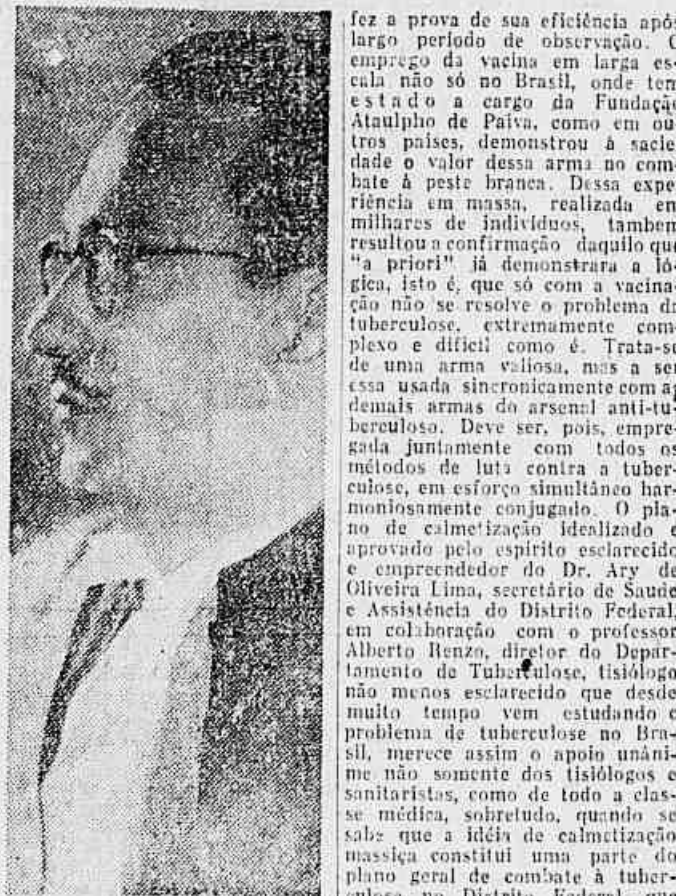 fez a prova de sua eficiência após
largo período de observação. O
emprego da vacina em larga es-
cala não só no Brasil, onde tem
estado a cargo da Fundação
Ataulpho de Paiva, como em ou-
tros países, demonstrou à sacie-
dade o valor dessa arma no com-
bate à peste branca. Dessa expe-
riência em massa, realizada em
milhares de indivíduos, tambem
resultou a confirmação daquilo que
"a priori" já demonstrara a ló-
gica, isto é, que só com a vacina-
ção não se resolve o problema da
tuberculose, extremamente com-
plexo e dificil como é. Trata-se
de uma arma valiosa, mas a ser
essa usada sincronicamente com as
demais armas do arsenal anti-tu-
berculoso. Deve ser, pois, empre-
gada juntamente com todos os
métodos de luta contra a tuber-
culose, em esforço simultâneo har-
moniosamente conjugado. O pla-
no de calmetização idealizado e
aprovado pelo espirito esclarecido
e empreendedor do Dr. Ary de
Oliveira Lima, secretário de Saude
e Assistência do Distrito Federal,
em colaboração com o professor
Alberto Renzo, diretor do Depar-
tamento de Tuberculose, tisiólogo
não menos esclarecido que desde
muito tempo vem estudando o
problema de tuberculose no Bra-
sil, merece assim o apoio unâni-
me não somente dos tisiólogos e
sanitaristas, como de todo a clas-
se médica, sobretudo, quando se
sabe que a idéia de calmetização
massiça constitui uma parte do
plano geral de combate à tuber-
culose no Distrito Federal, que